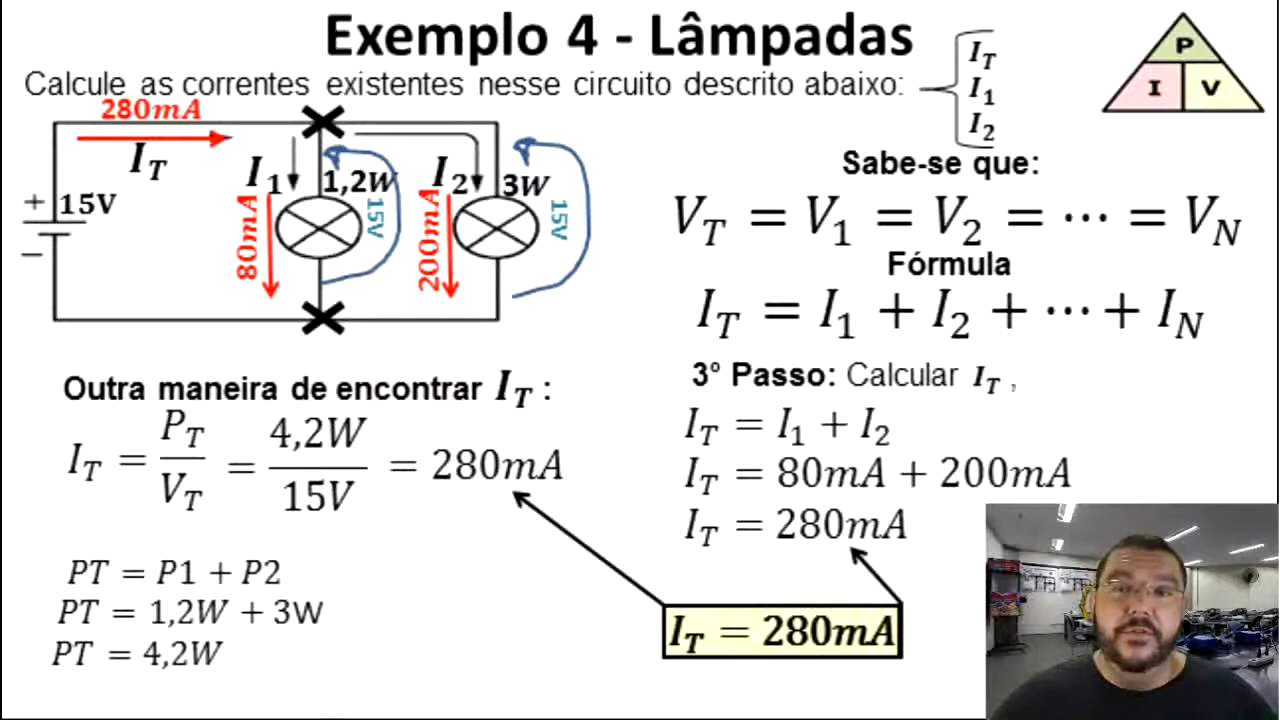 Exemplo 4 - Lâmpadas
Calcule as correntes existentes nesse circuito descrito abaixo:
I_T
I_1
I_2
P
I V
280mA
I_T
+ 15V
−
I_1
1,2W
80mA
15V
I_2
3W
200mA
15V
Sabe-se que:
V_T = V_1 = V_2 = ⋯ = V_N
Fórmula
I_T = I_1 + I_2 + ⋯ + I_N
Outra maneira de encontrar I_T :
I_T = P_T / V_T = 4,2W / 15V = 280mA
PT = P1 + P2
PT = 1,2W + 3W
PT = 4,2W
3° Passo: Calcular I_T ,
I_T = I_1 + I_2
I_T = 80mA + 200mA
I_T = 280mA
I_T = 280mA